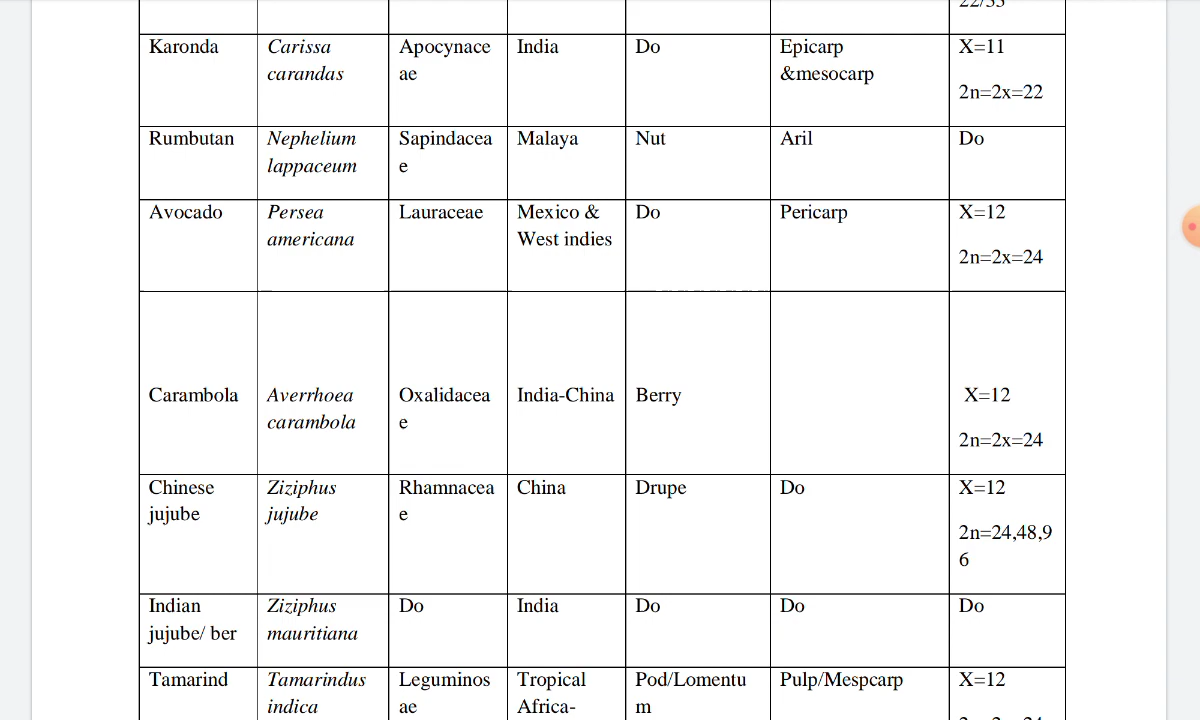 22/33
Karonda Carissa Apocynace India Do Epicarp X=11
carandas ae &mesocarp
2n=2x=22
Rumbutan Nephelium Sapindacea Malaya Nut Aril Do
lappaceum e
Avocado Persea Lauraceae Mexico & Do Pericarp X=12
americana West indies
2n=2x=24
Carambola Averrhoea Oxalidacea India-China Berry X=12
carambola e
2n=2x=24
Chinese Ziziphus Rhamnacea China Drupe Do X=12
jujube jujube e
2n=24,48,9
6
Indian Ziziphus Do India Do Do Do
jujube/ ber mauritiana
Tamarind Tamarindus Leguminos Tropical Pod/Lomentu Pulp/Mespcarp X=12
indica ae Africa- m